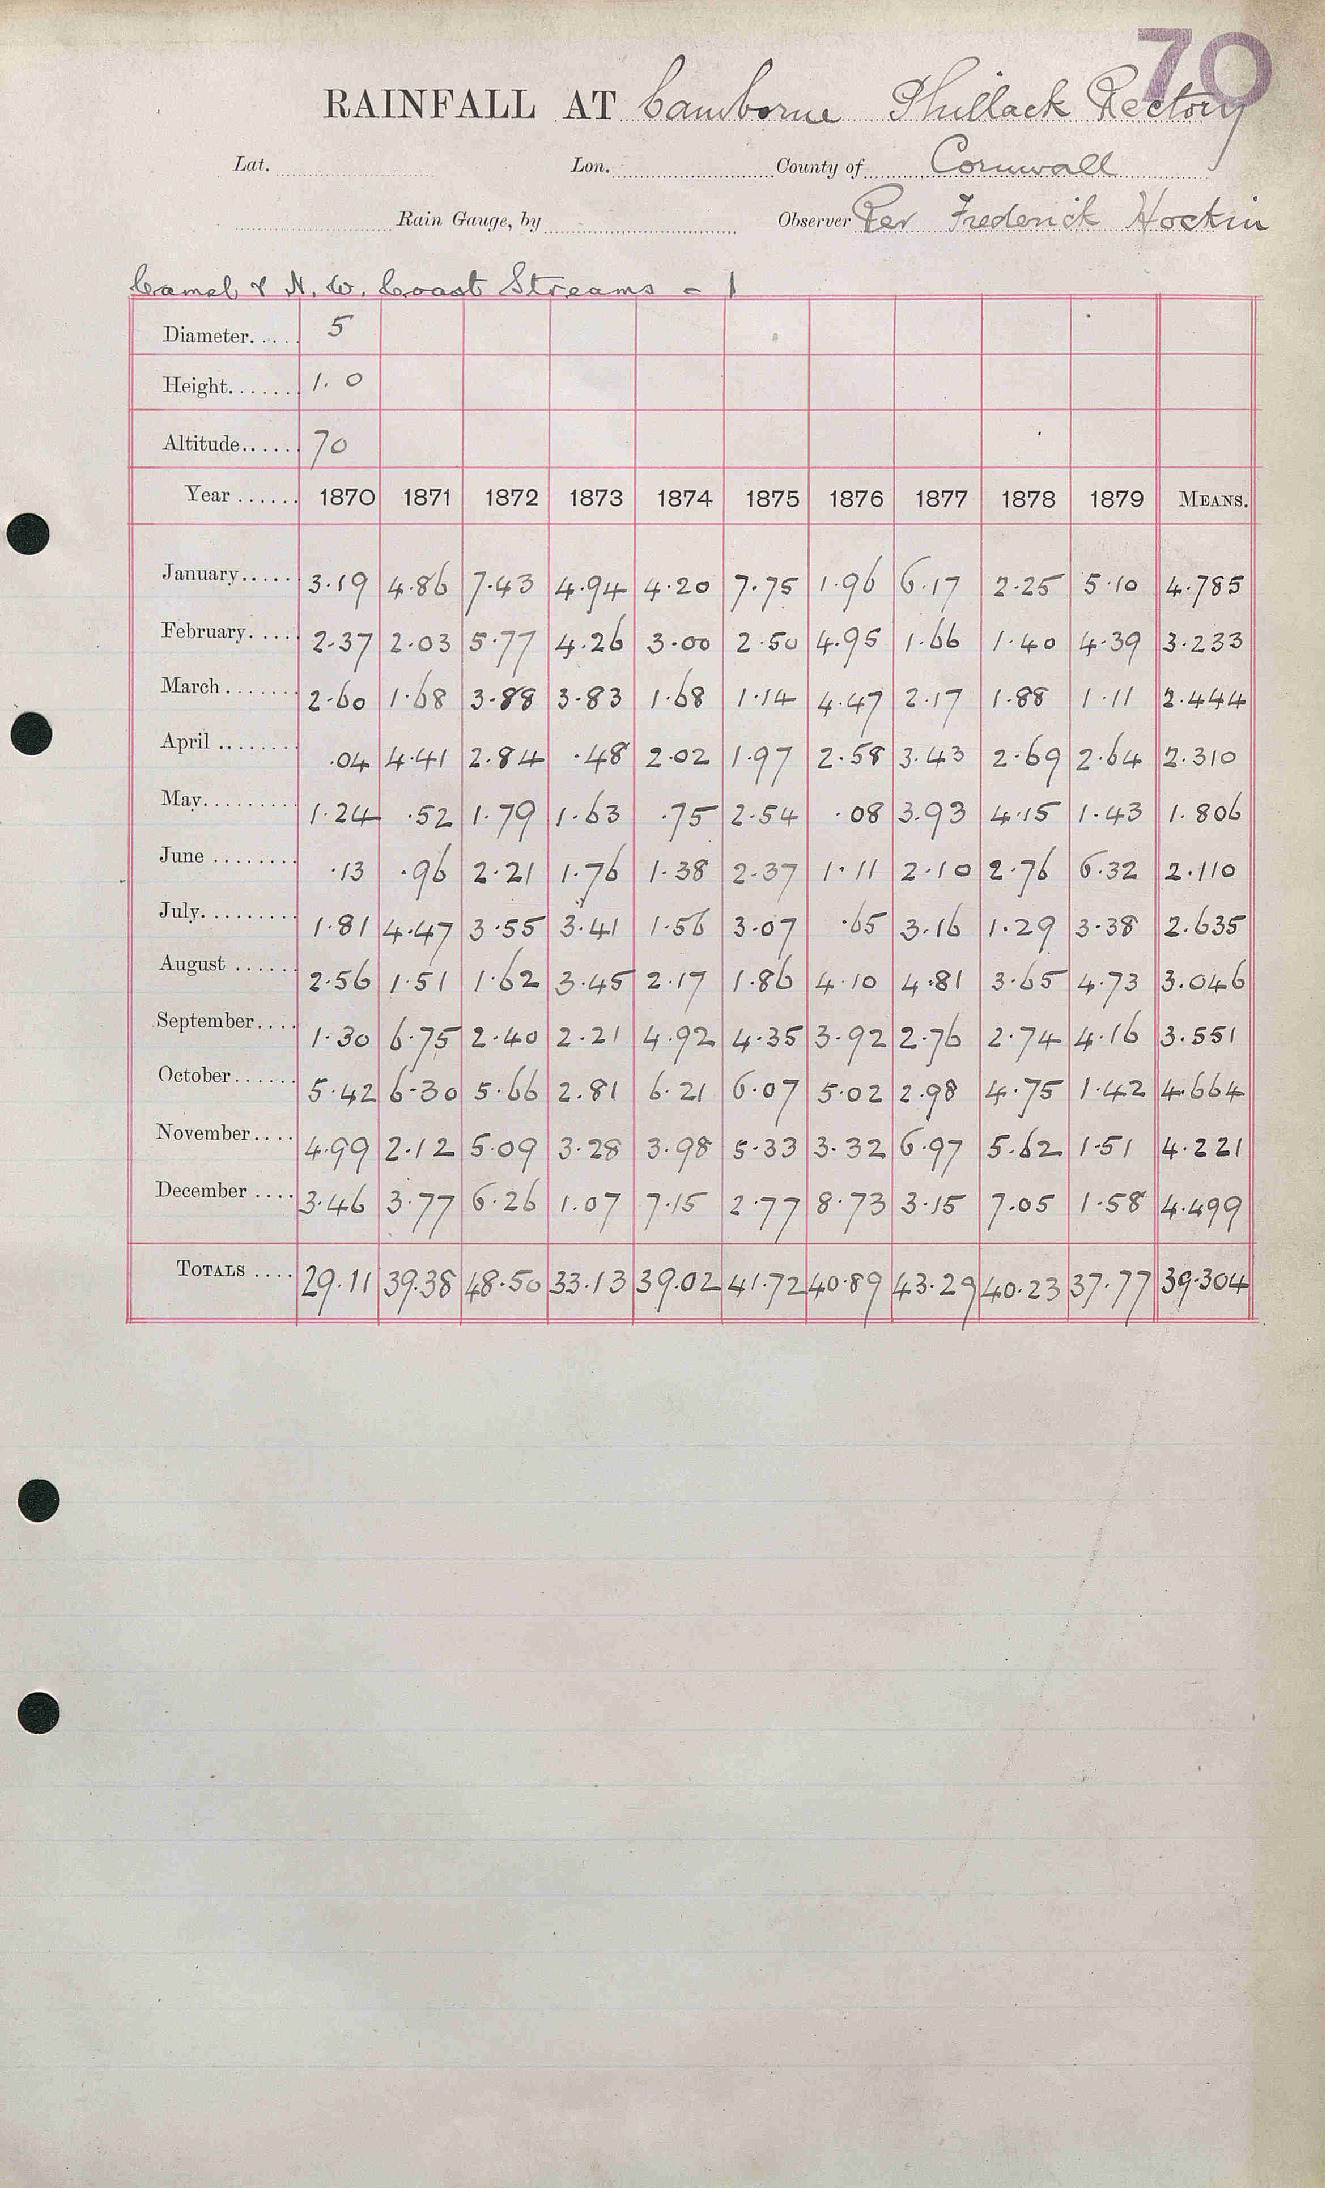 70
RAINFALL AT Camborne Phillack Rectory
Lat. Lon. County of Cornwall
Rain Gauge, by Observer Rev Frederick Hockin
Camel & N. W. Coast Streams - 1
Diameter..... 5
Height....... 1.0
Altitude...... 70
Year ...... 1870 1871 1872 1873 1874 1875 1876 1877 1878 1879 MEANS.
January...... 3.19 4.86 7.43 4.94 4.20 7.75 1.96 6.17 2.25 5.10 4.785
February..... 2.37 2.03 5.77 4.26 3.00 2.50 4.95 1.66 1.40 4.39 3.233
March....... 2.60 1.68 3.88 3.83 1.68 1.14 4.47 2.17 1.88 1.11 2.444
April ........ .04 4.41 2.84 .48 2.02 1.97 2.58 3.43 2.69 2.64 2.310
May......... 1.24 .52 1.79 1.63 .75 2.54 .08 3.93 4.15 1.43 1.806
June ........ .13 .96 2.21 1.76 1.38 2.37 1.11 2.10 2.76 6.32 2.110
July......... 1.81 4.47 3.55 3.41 1.56 3.07 .65 3.16 1.29 3.38 2.635
August ...... 2.56 1.51 1.62 3.45 2.17 1.86 4.10 4.81 3.65 4.73 3.046
September.... 1.30 6.75 2.40 2.21 4.92 4.35 3.92 2.76 2.74 4.16 3.551
October...... 5.42 6.30 5.66 2.81 6.21 6.07 5.02 2.98 4.75 1.42 4.664
November.... 4.99 2.12 5.09 3.28 3.98 5.33 3.32 6.97 5.62 1.51 4.221
December .... 3.46 3.77 6.26 1.07 7.15 2.77 8.73 3.15 7.05 1.58 4.499
TOTALS .... 29.11 39.38 48.50 33.13 39.02 41.72 40.89 43.29 40.23 37.77 39.304